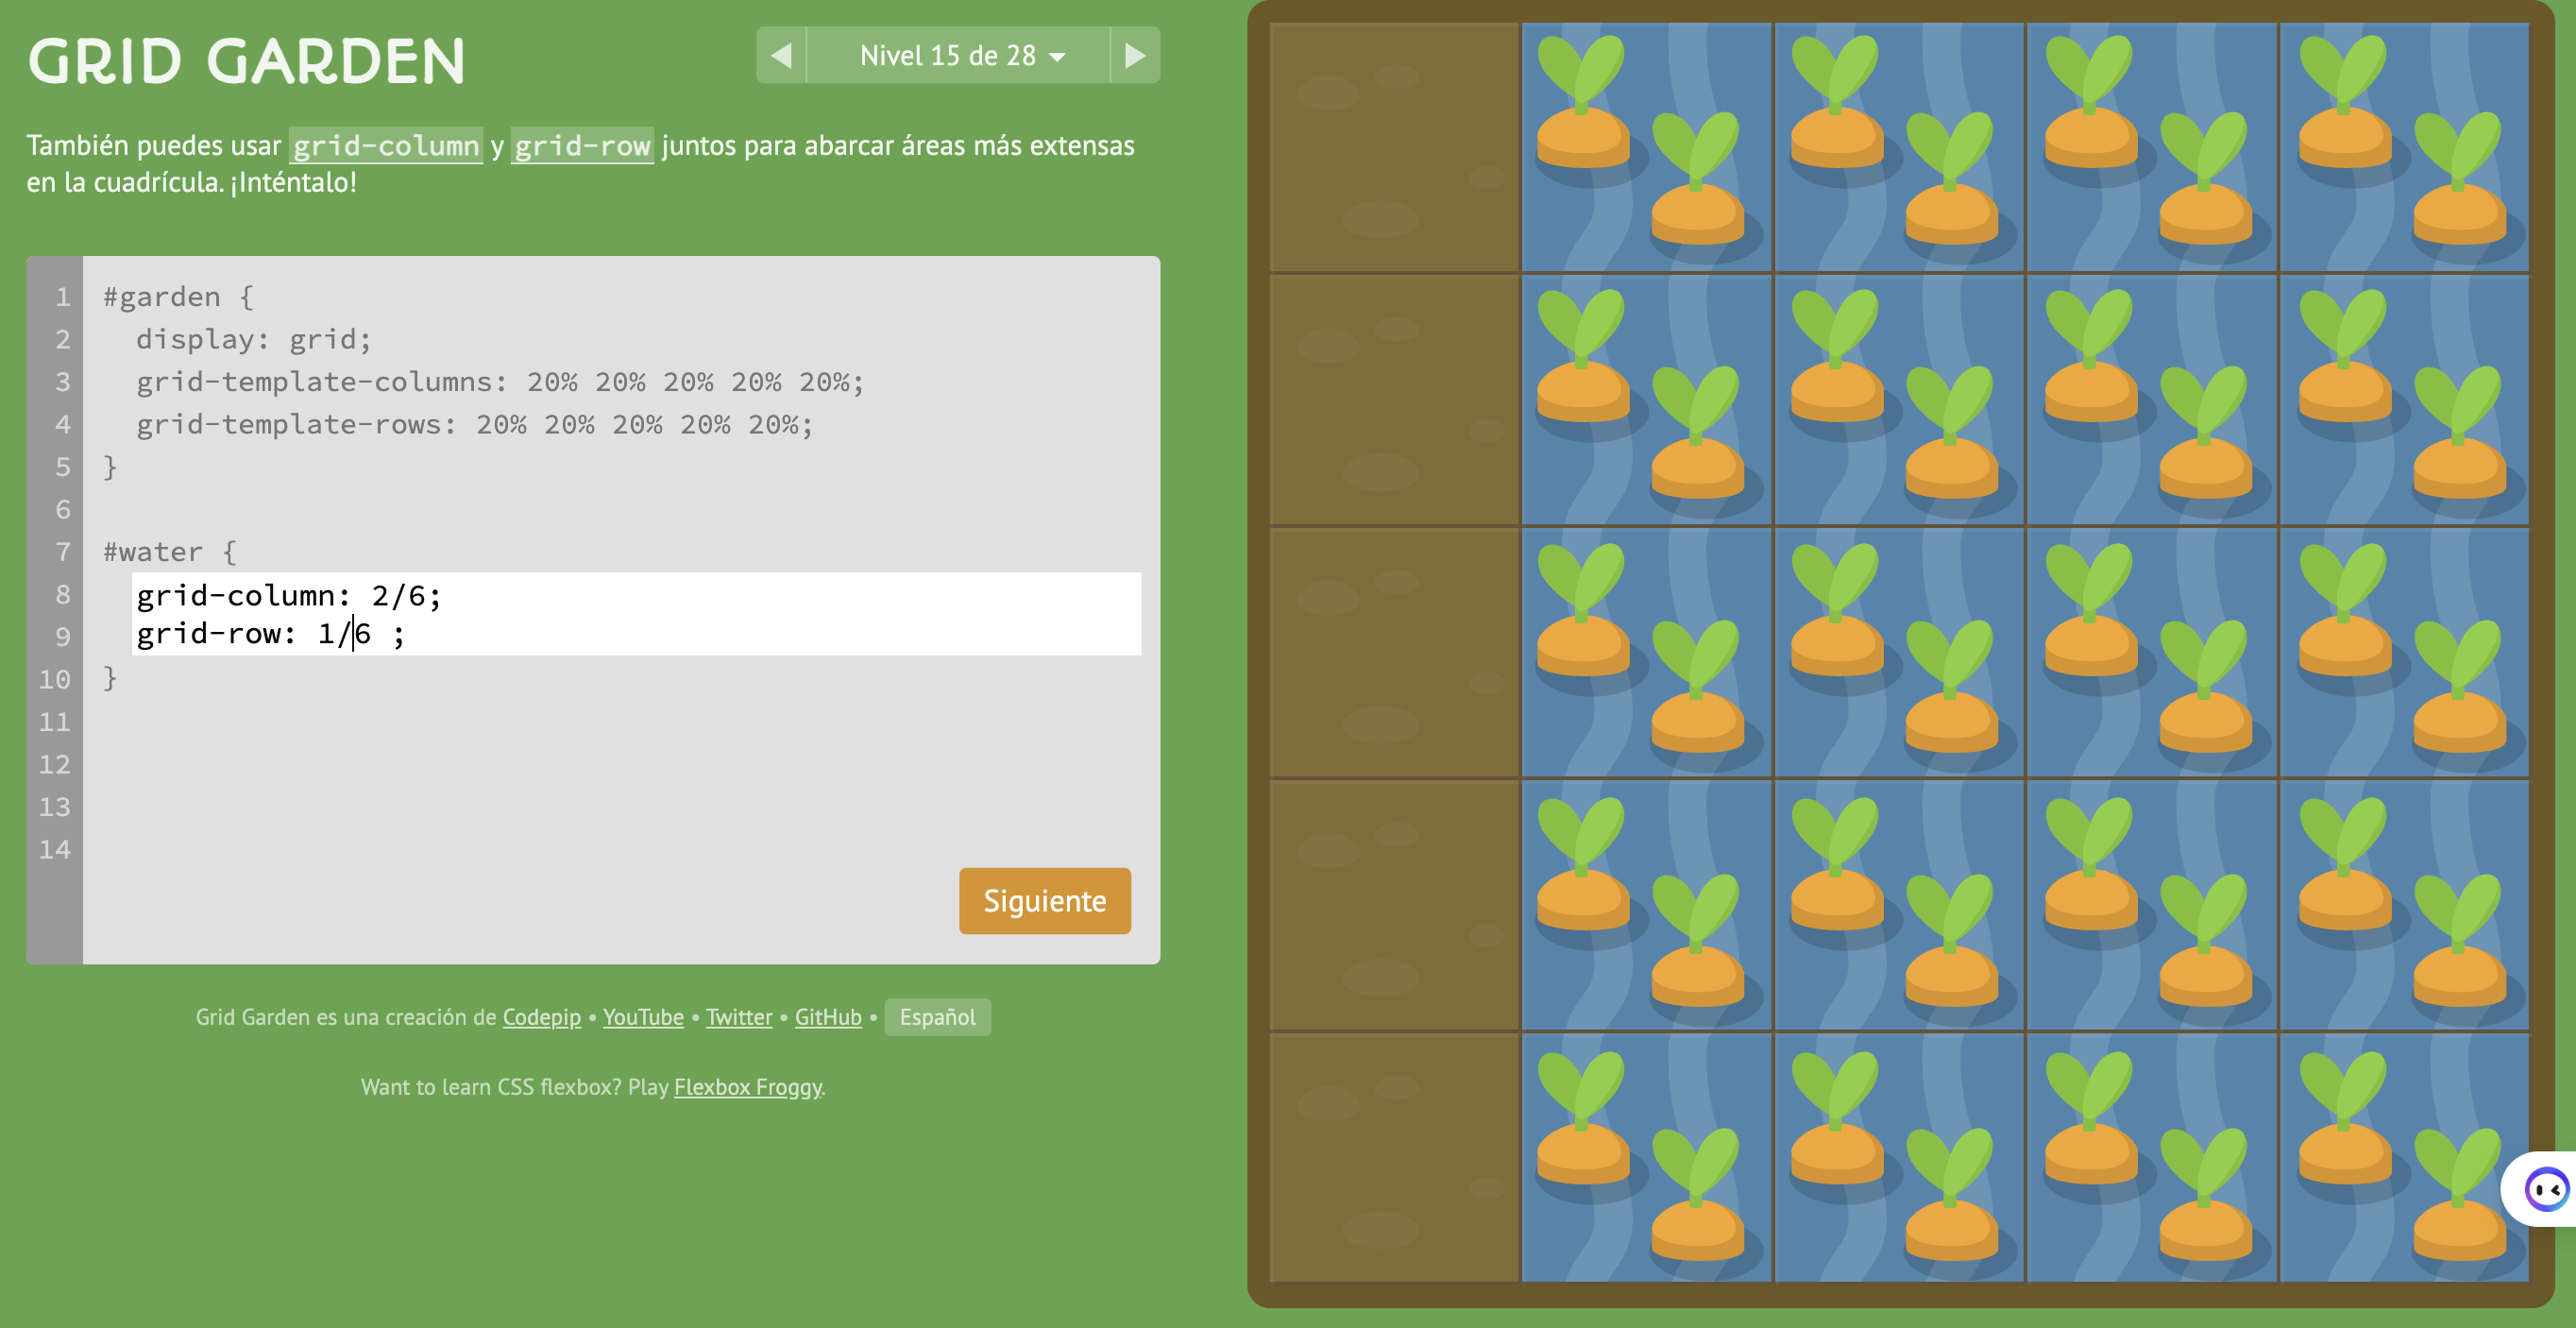 GRID GARDEN
Nivel 15 de 28
También puedes usar grid-column y grid-row juntos para abarcar áreas más extensas
en la cuadrícula. ¡Inténtalo!
1 #garden {
2 display: grid;
3 grid-template-columns: 20% 20% 20% 20% 20%;
4 grid-template-rows: 20% 20% 20% 20% 20%;
5 }
6
7 #water {
8 grid-column: 2/6;
9 grid-row: 1/6 ;
10 }
11
12
13
14
Siguiente
Grid Garden es una creación de Codepip • YouTube • Twitter • GitHub • Español
Want to learn CSS flexbox? Play Flexbox Froggy.